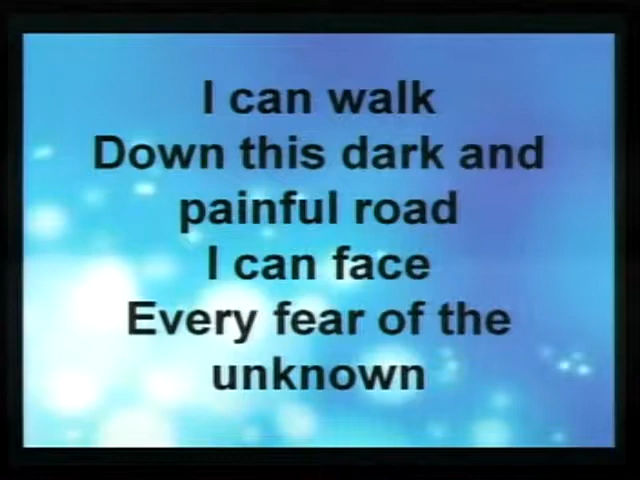 I can walk
Down this dark and
painful road
I can face
Every fear of the
unknown